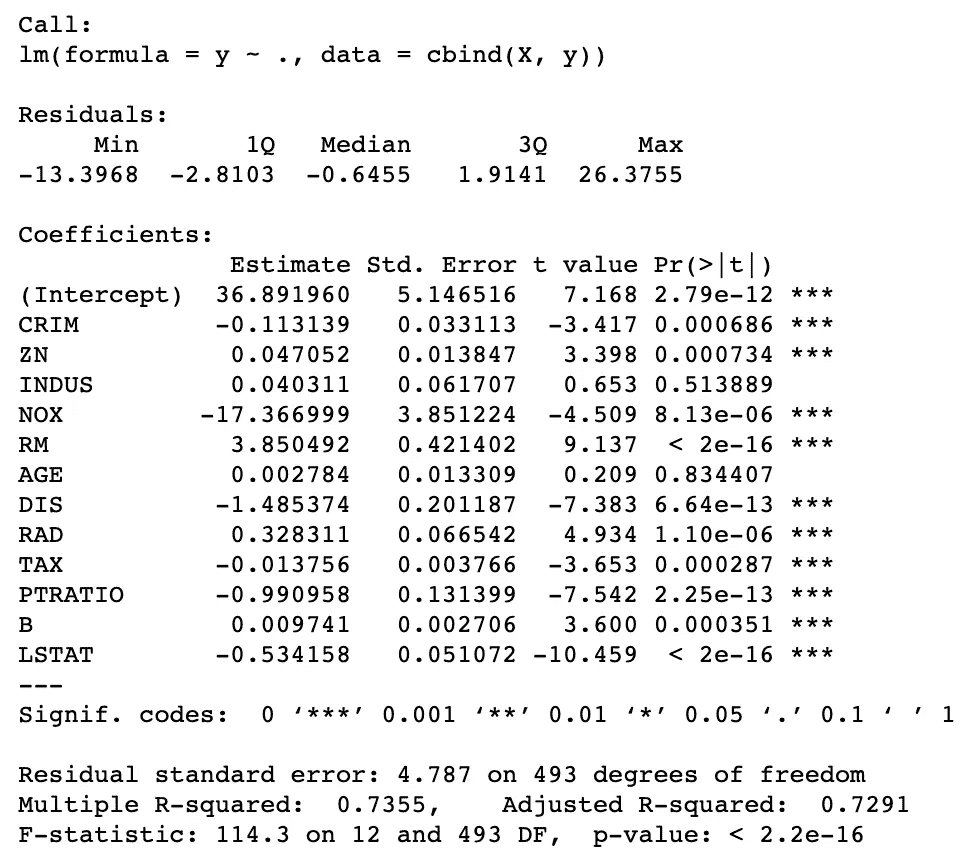 Call:
lm(formula = y ~ ., data = cbind(X, y))
Residuals:
     Min       1Q   Median       3Q      Max
-13.3968  -2.8103  -0.6455   1.9141  26.3755
Coefficients:
              Estimate Std. Error t value Pr(>|t|)
(Intercept)  36.891960   5.146516   7.168 2.79e-12 ***
CRIM         -0.113139   0.033113  -3.417 0.000686 ***
ZN            0.047052   0.013847   3.398 0.000734 ***
INDUS         0.040311   0.061707   0.653 0.513889
NOX         -17.366999   3.851224  -4.509 8.13e-06 ***
RM            3.850492   0.421402   9.137  < 2e-16 ***
AGE           0.002784   0.013309   0.209 0.834407
DIS          -1.485374   0.201187  -7.383 6.64e-13 ***
RAD           0.328311   0.066542   4.934 1.10e-06 ***
TAX          -0.013756   0.003766  -3.653 0.000287 ***
PTRATIO      -0.990958   0.131399  -7.542 2.25e-13 ***
B             0.009741   0.002706   3.600 0.000351 ***
LSTAT        -0.534158   0.051072 -10.459  < 2e-16 ***
---
Signif. codes:  0 ‘***’ 0.001 ‘**’ 0.01 ‘*’ 0.05 ‘.’ 0.1 ‘ ’ 1
Residual standard error: 4.787 on 493 degrees of freedom
Multiple R-squared:  0.7355,    Adjusted R-squared:  0.7291
F-statistic: 114.3 on 12 and 493 DF,  p-value: < 2.2e-16